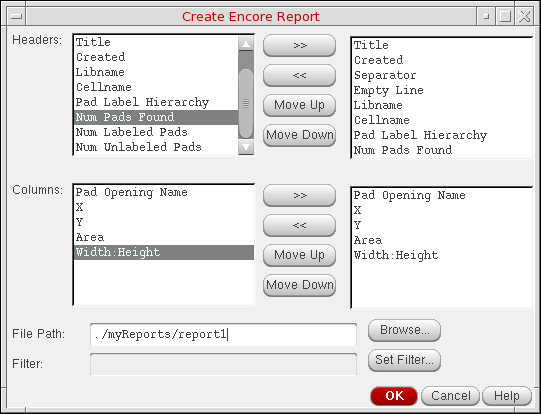 Create Encore Report
Headers:
Title
Created
Libname
Cellname
Pad Label Hierarchy
Num Pads Found
Num Labeled Pads
Num Unlabeled Pads
>>
<<
Move Up
Move Down
Title
Created
Separator
Empty Line
Libname
Cellname
Pad Label Hierarchy
Num Pads Found
Columns:
Pad Opening Name
X
Y
Area
Width:Height
>>
<<
Move Up
Move Down
Pad Opening Name
X
Y
Area
Width:Height
File Path:
./myReports/report1
Browse...
Filter:
Set Filter...
OK
Cancel
Help